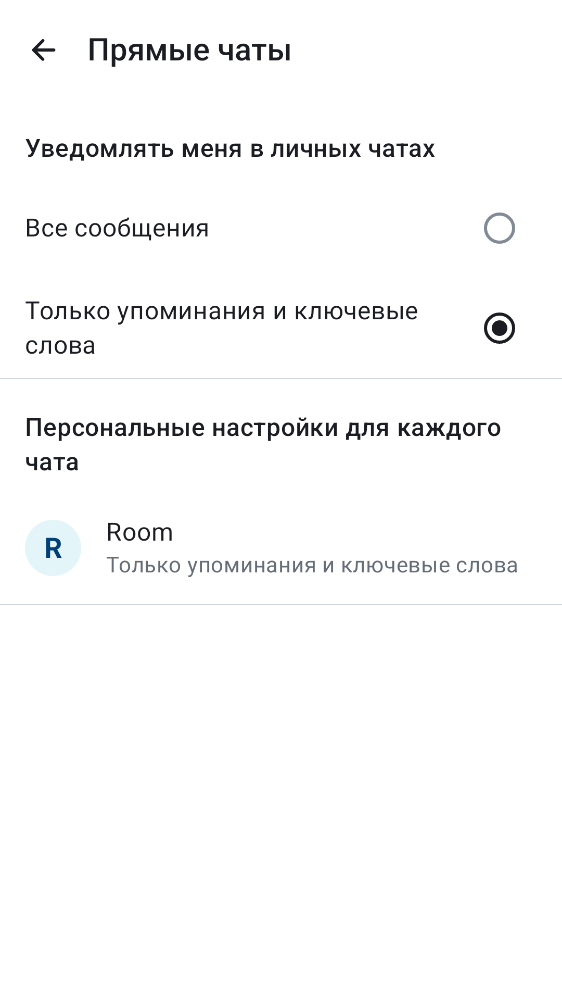 Прямые чаты
Уведомлять меня в личных чатах
Все сообщения
Только упоминания и ключевые
слова
Персональные настройки для каждого
чата
R
Room
Только упоминания и ключевые слова